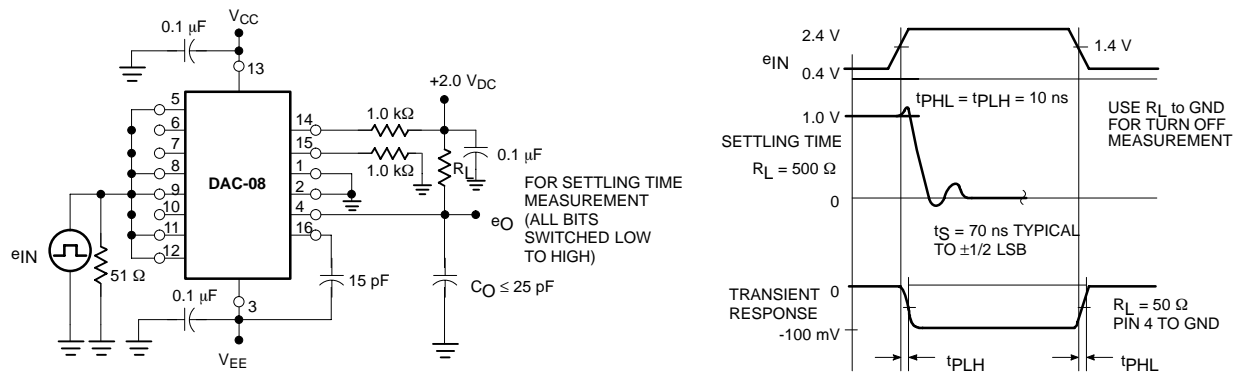 0.1 µF
VCC
13
5
6
7
8
9
10
11
12
DAC-08
14
15
1
2
4
16
3
1.0 kΩ
1.0 kΩ
+2.0 VDC
RL
0.1 µF
FOR SETTLING TIME
MEASUREMENT
(ALL BITS
SWITCHED LOW
TO HIGH)
eO
eIN
51 Ω
0.1 µF
15 pF
CO ≤ 25 pF
VEE
2.4 V
eIN
0.4 V
1.4 V
tPHL = tPLH = 10 ns
1.0 V
SETTLING TIME
RL = 500 Ω
0
USE RL to GND
FOR TURN OFF
MEASUREMENT
tS = 70 ns TYPICAL
TO ±1/2 LSB
TRANSIENT
RESPONSE
0
-100 mV
RL = 50 Ω
PIN 4 TO GND
tPLH
tPHL